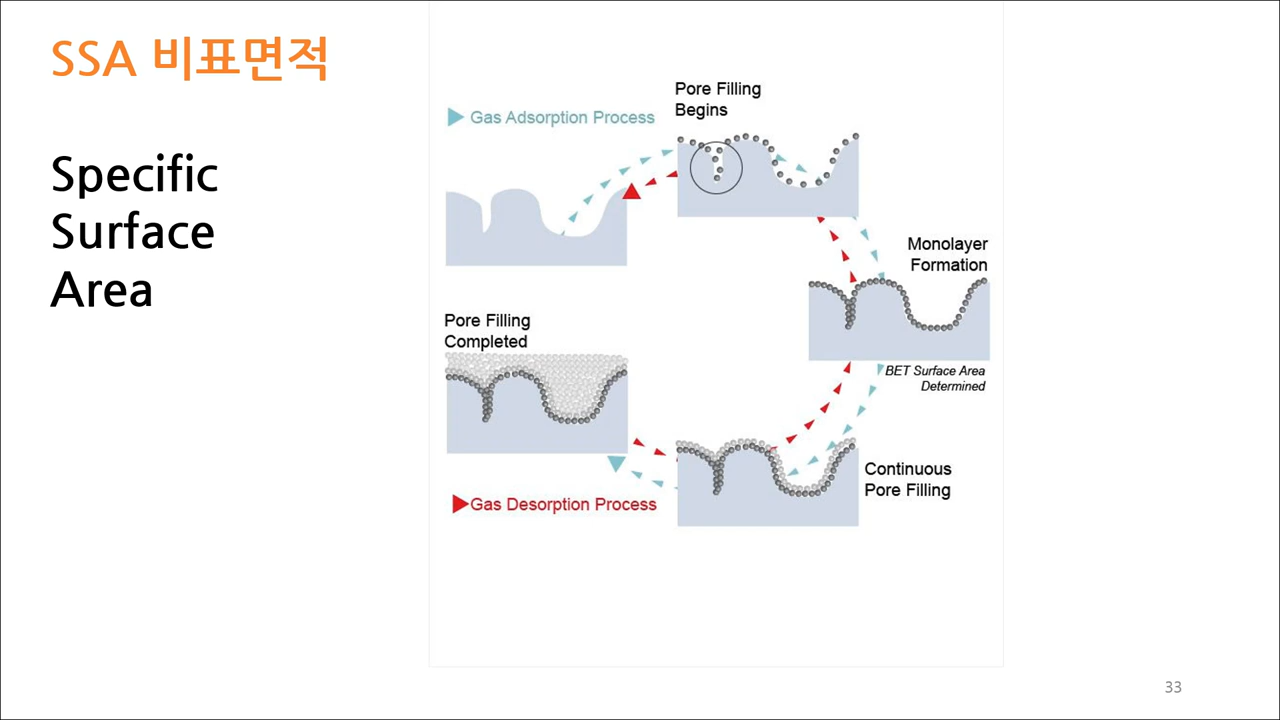 SSA 비표면적
Specific
Surface
Area
Gas Adsorption Process
Pore Filling
Begins
Monolayer
Formation
BET Surface Area
Determined
Continuous
Pore Filling
Pore Filling
Completed
Gas Desorption Process
33